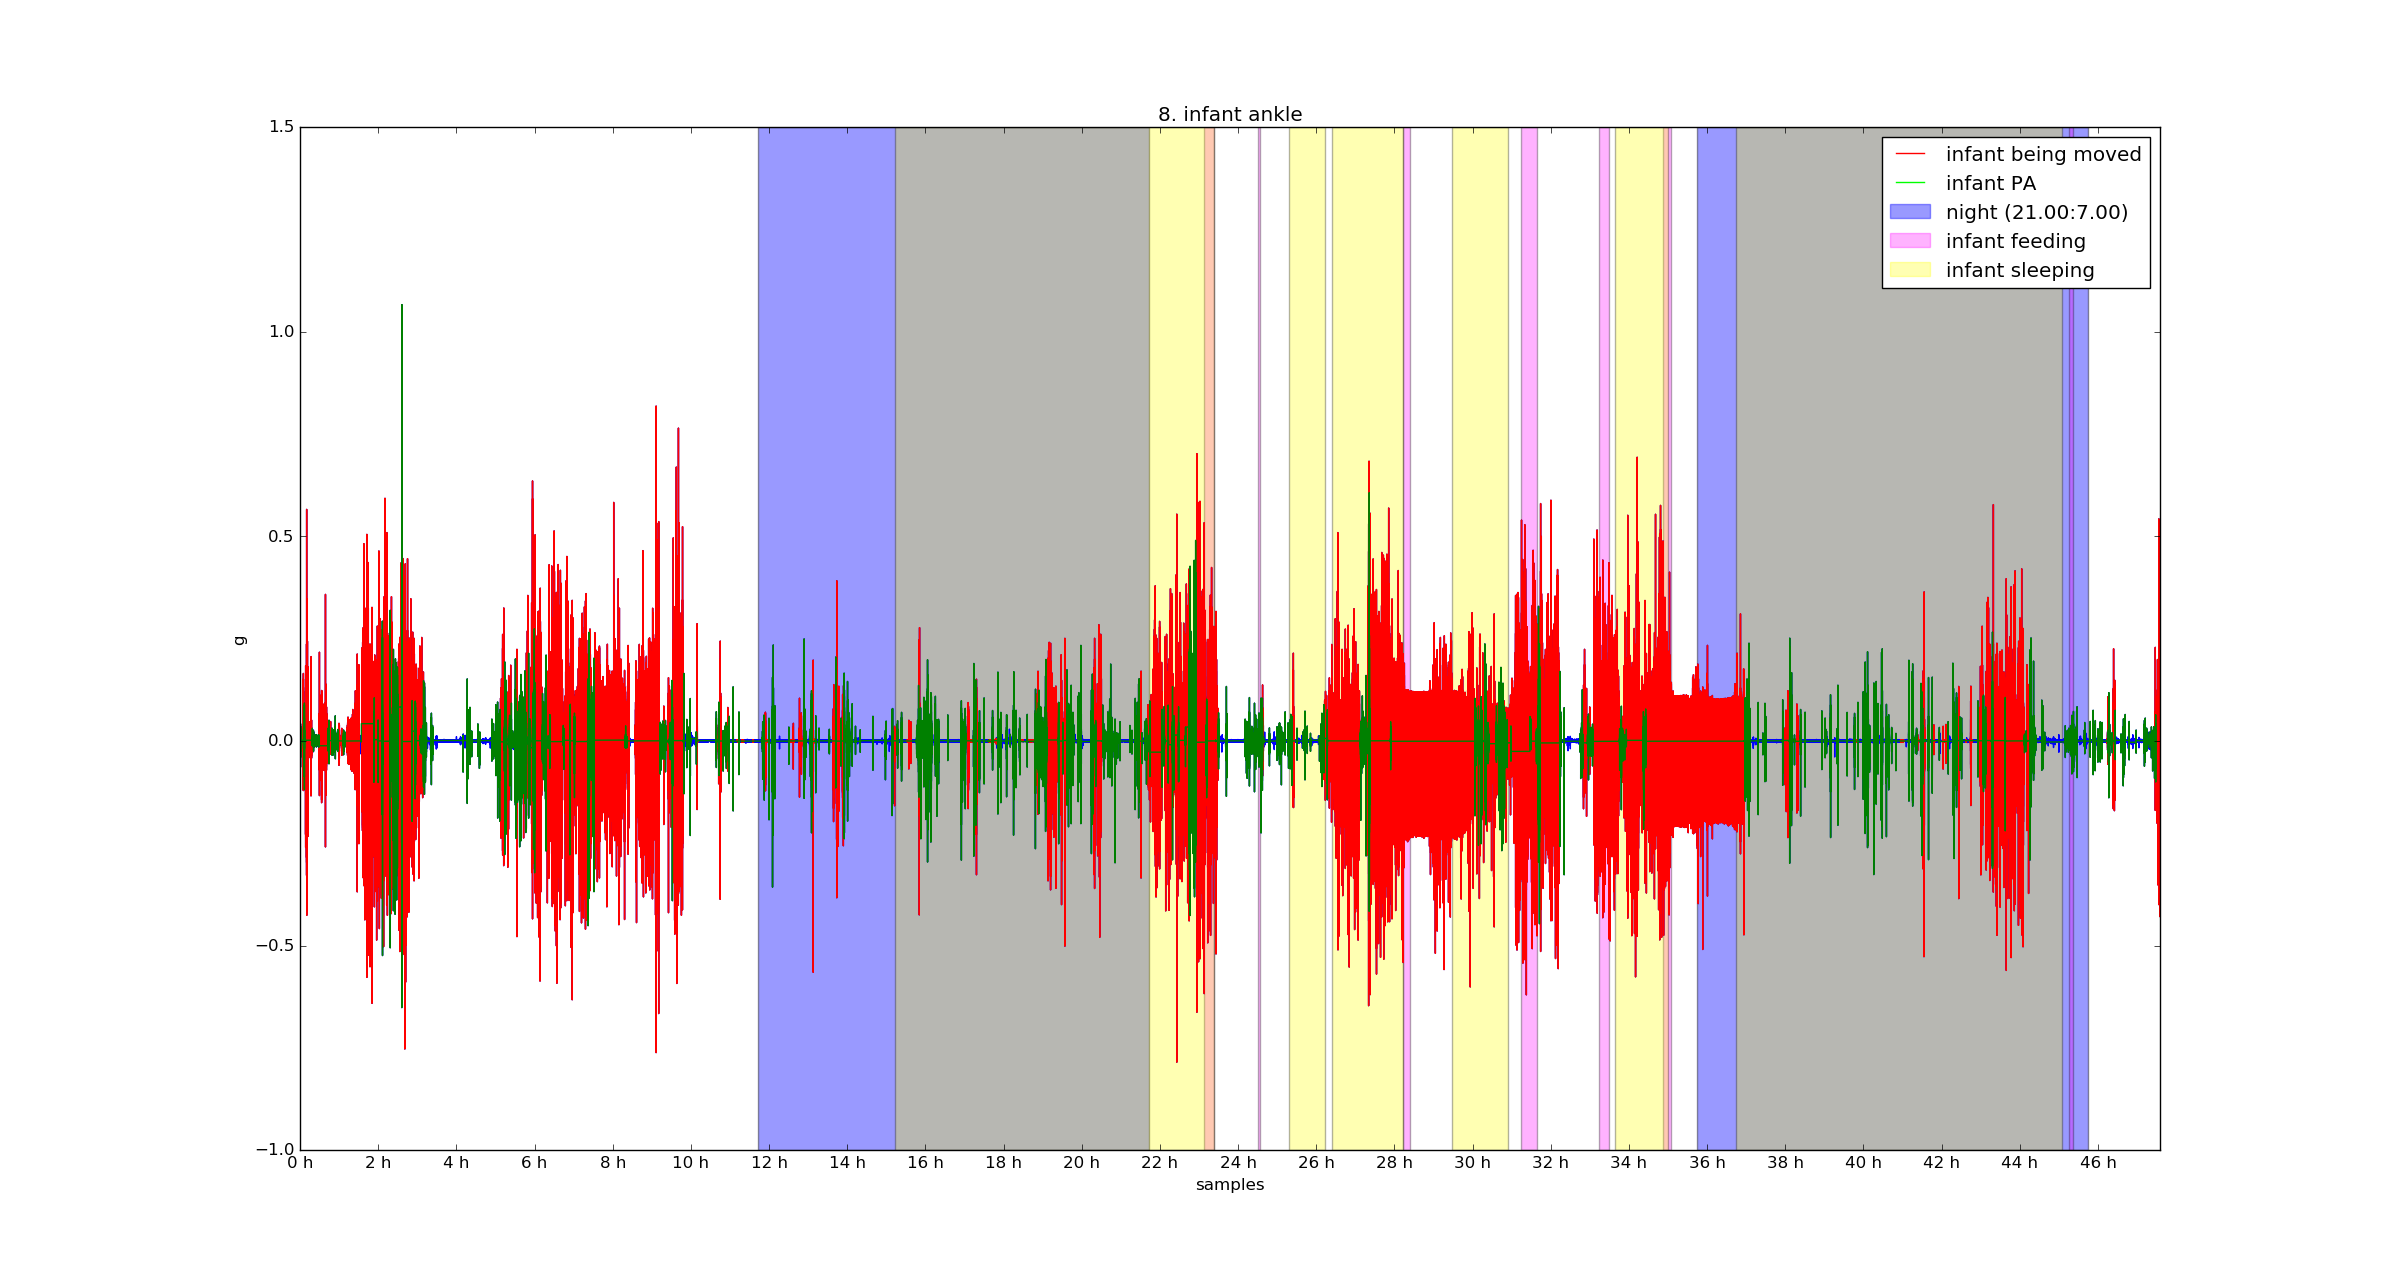 8. infant ankle
1.5
1.0
0.5
0.0
−0.5
−1.0
g
infant being moved
infant PA
night (21.00:7.00)
infant feeding
infant sleeping
0 h 2 h 4 h 6 h 8 h 10 h 12 h 14 h 16 h 18 h 20 h 22 h 24 h 26 h 28 h 30 h 32 h 34 h 36 h 38 h 40 h 42 h 44 h 46 h
samples